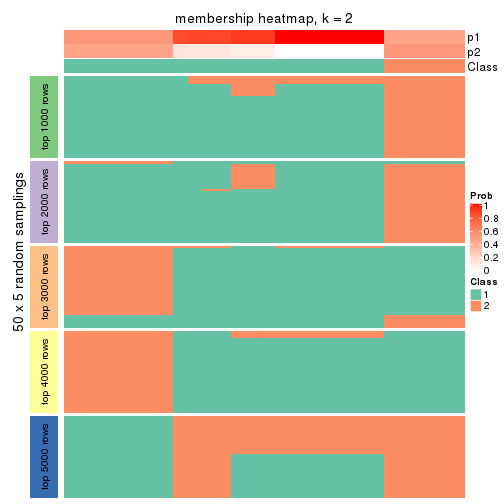 membership heatmap, k = 2
p1
p2
Class
50 x 5 random samplings
top 1000 rows
top 2000 rows
top 3000 rows
top 4000 rows
top 5000 rows
Prob
1
0.8
0.6
0.4
0.2
0
Class
1
2